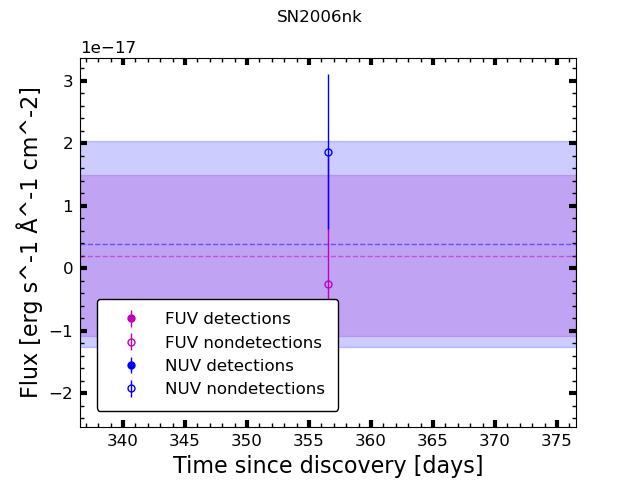 SN2006nk
1e−17
3
2
1
0
−1
−2
Flux [erg s^-1 Å^-1 cm^-2]
FUV detections
FUV nondetections
NUV detections
NUV nondetections
340 345 350 355 360 365 370 375
Time since discovery [days]